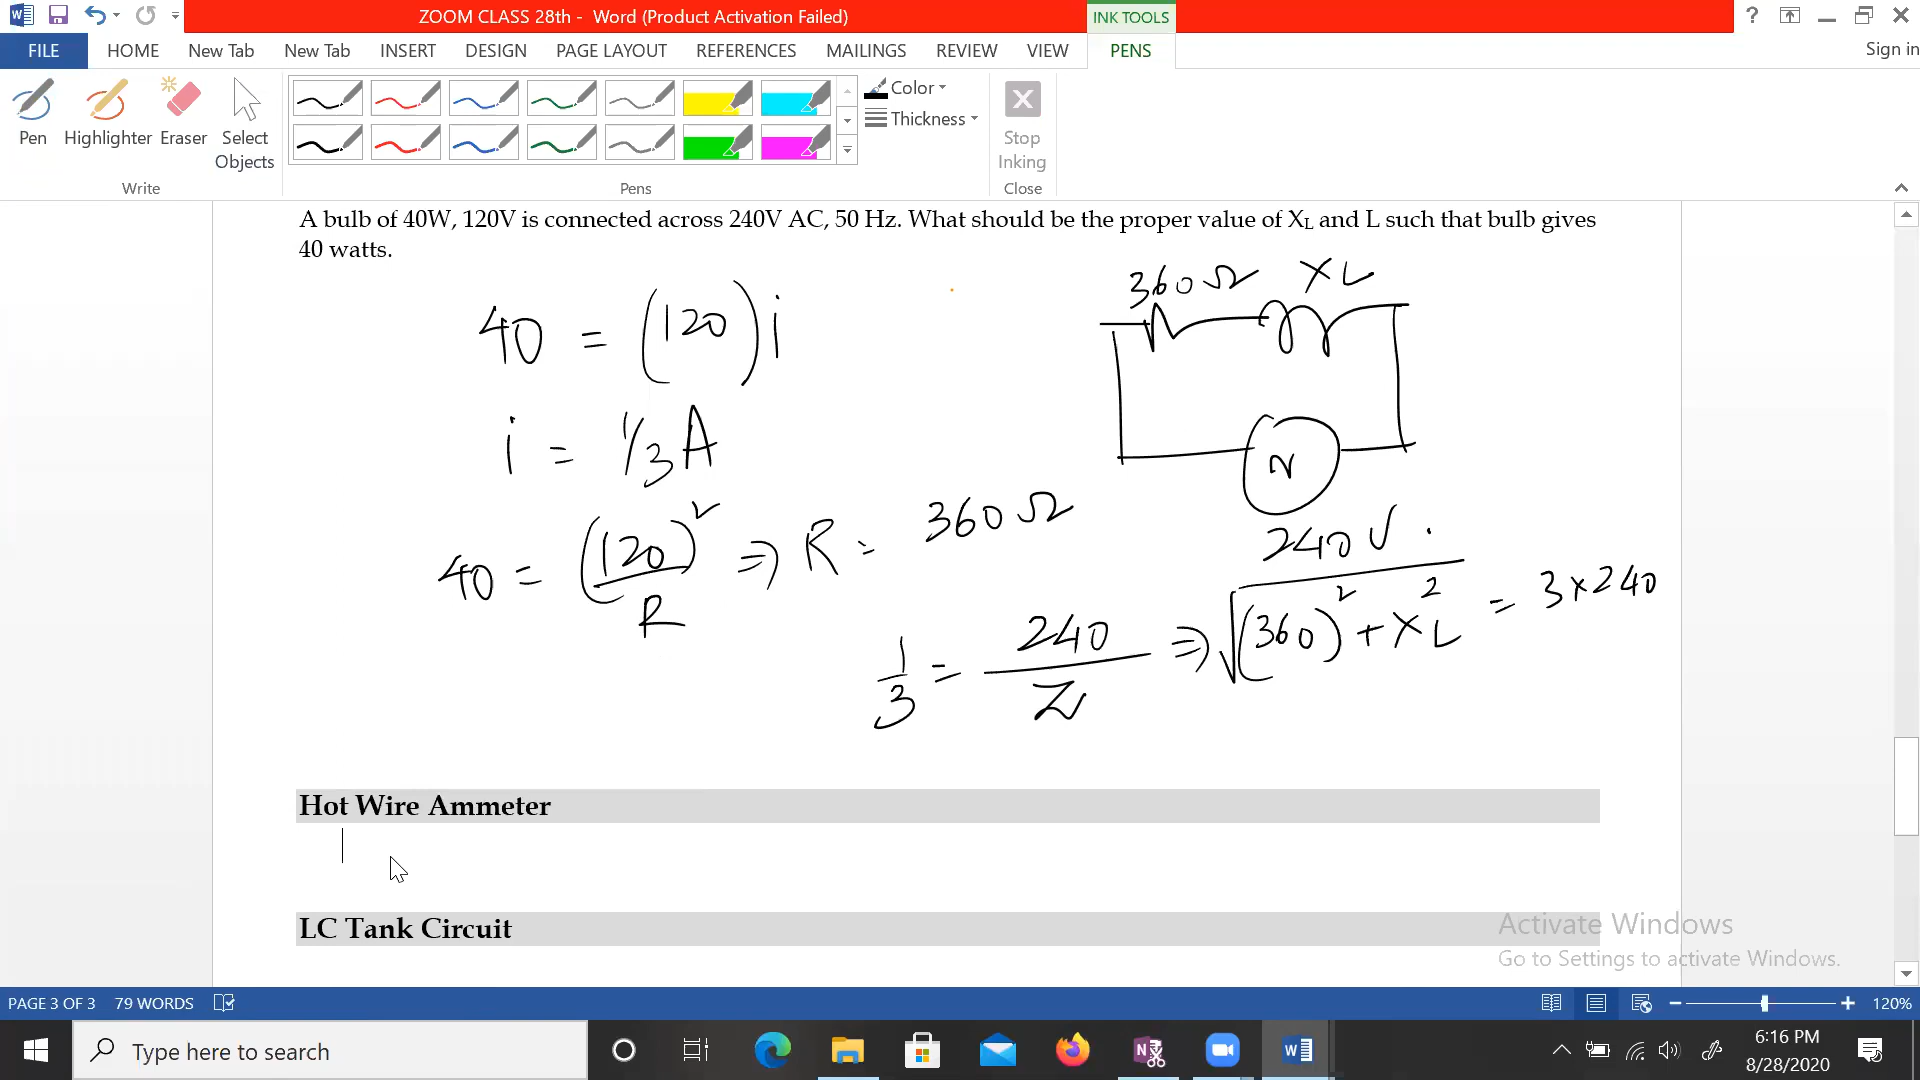 ZOOM CLASS 28th - Word (Product Activation Failed)
INK TOOLS
FILE HOME New Tab New Tab INSERT DESIGN PAGE LAYOUT REFERENCES MAILINGS REVIEW VIEW PENS Sign in
Pen Highlighter Eraser Select Objects
Color
Thickness
Stop Inking
Write Pens Close
A bulb of 40W, 120V is connected across 240V AC, 50 Hz. What should be the proper value of XL and L such that bulb gives
40 watts.
40 = (120) i
i = 1/3 A
40 = (120)² / R ⇒ R = 360 Ω
360 Ω XL
N
240 V
1/3 = 240 / Z ⇒ √(360)² + XL² = 3 × 240
Hot Wire Ammeter
LC Tank Circuit
Activate Windows
Go to Settings to activate Windows.
PAGE 3 OF 3 79 WORDS 120%
Type here to search
6:16 PM
8/28/2020